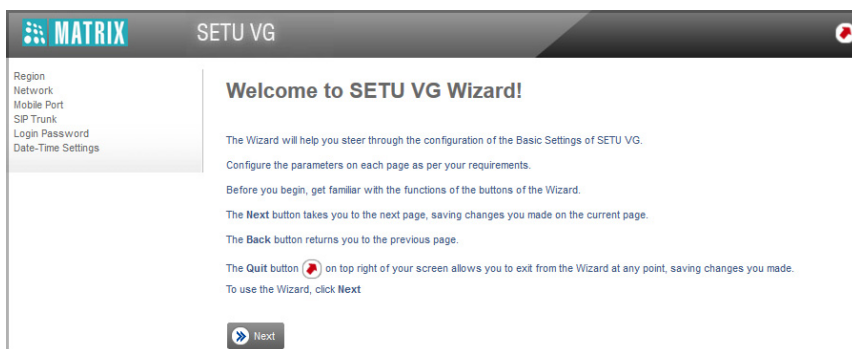 MATRIX SETU VG
Region
Network
Mobile Port
SIP Trunk
Login Password
Date-Time Settings
Welcome to SETU VG Wizard!
The Wizard will help you steer through the configuration of the Basic Settings of SETU VG.
Configure the parameters on each page as per your requirements.
Before you begin, get familiar with the functions of the buttons of the Wizard.
The Next button takes you to the next page, saving changes you made on the current page.
The Back button returns you to the previous page.
The Quit button on top right of your screen allows you to exit from the Wizard at any point, saving changes you made.
To use the Wizard, click Next
Next